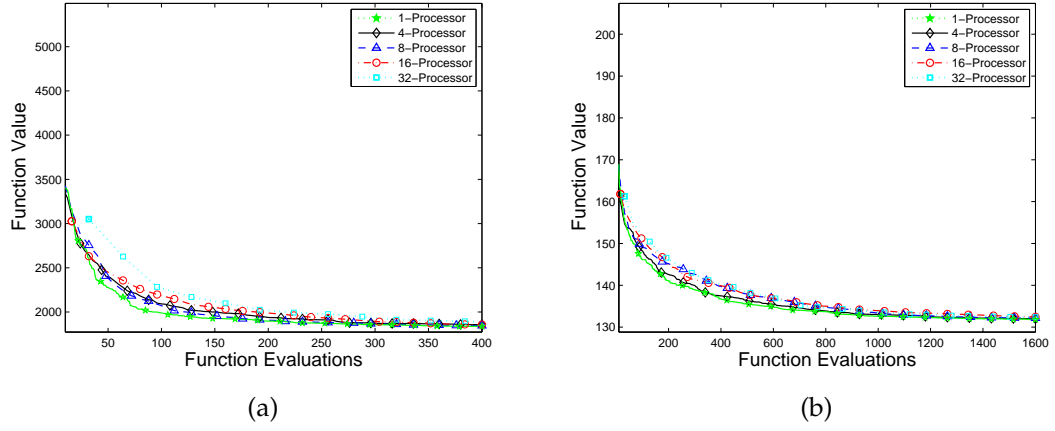 5000
4500
4000
3500
3000
2500
2000
50 100 150 200 250 300 350 400
Function Value
Function Evaluations
1−Processor
4−Processor
8−Processor
16−Processor
32−Processor
(a)
200
190
180
170
160
150
140
130
200 400 600 800 1000 1200 1400 1600
Function Value
Function Evaluations
1−Processor
4−Processor
8−Processor
16−Processor
32−Processor
(b)